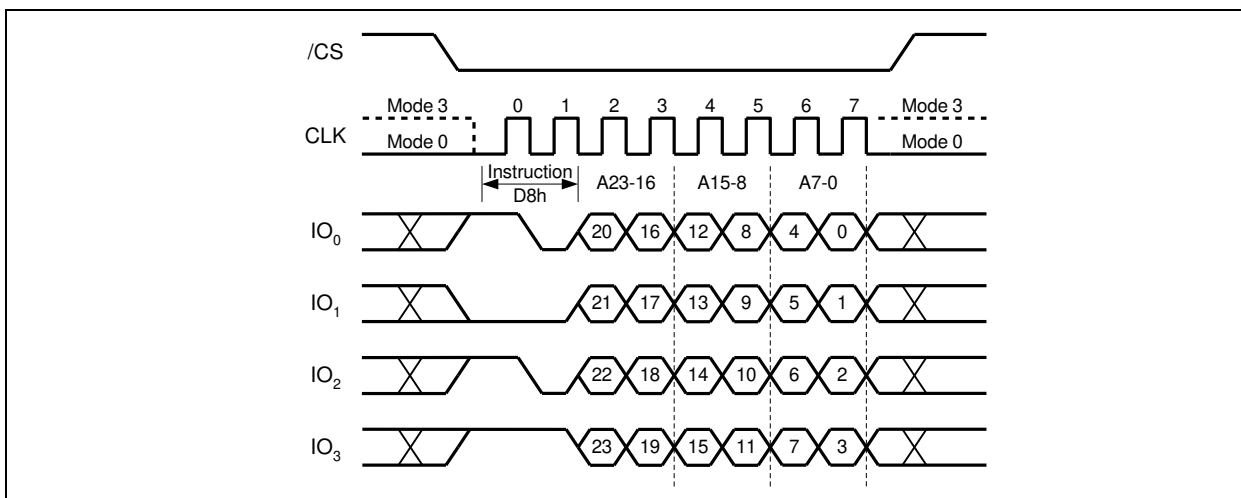 /CS
Mode 3 0 1 2 3 4 5 6 7 Mode 3
CLK
Mode 0 Mode 0
Instruction A23-16 A15-8 A7-0
D8h
IO0 20 16 12 8 4 0
IO1 21 17 13 9 5 1
IO2 22 18 14 10 6 2
IO3 23 19 15 11 7 3